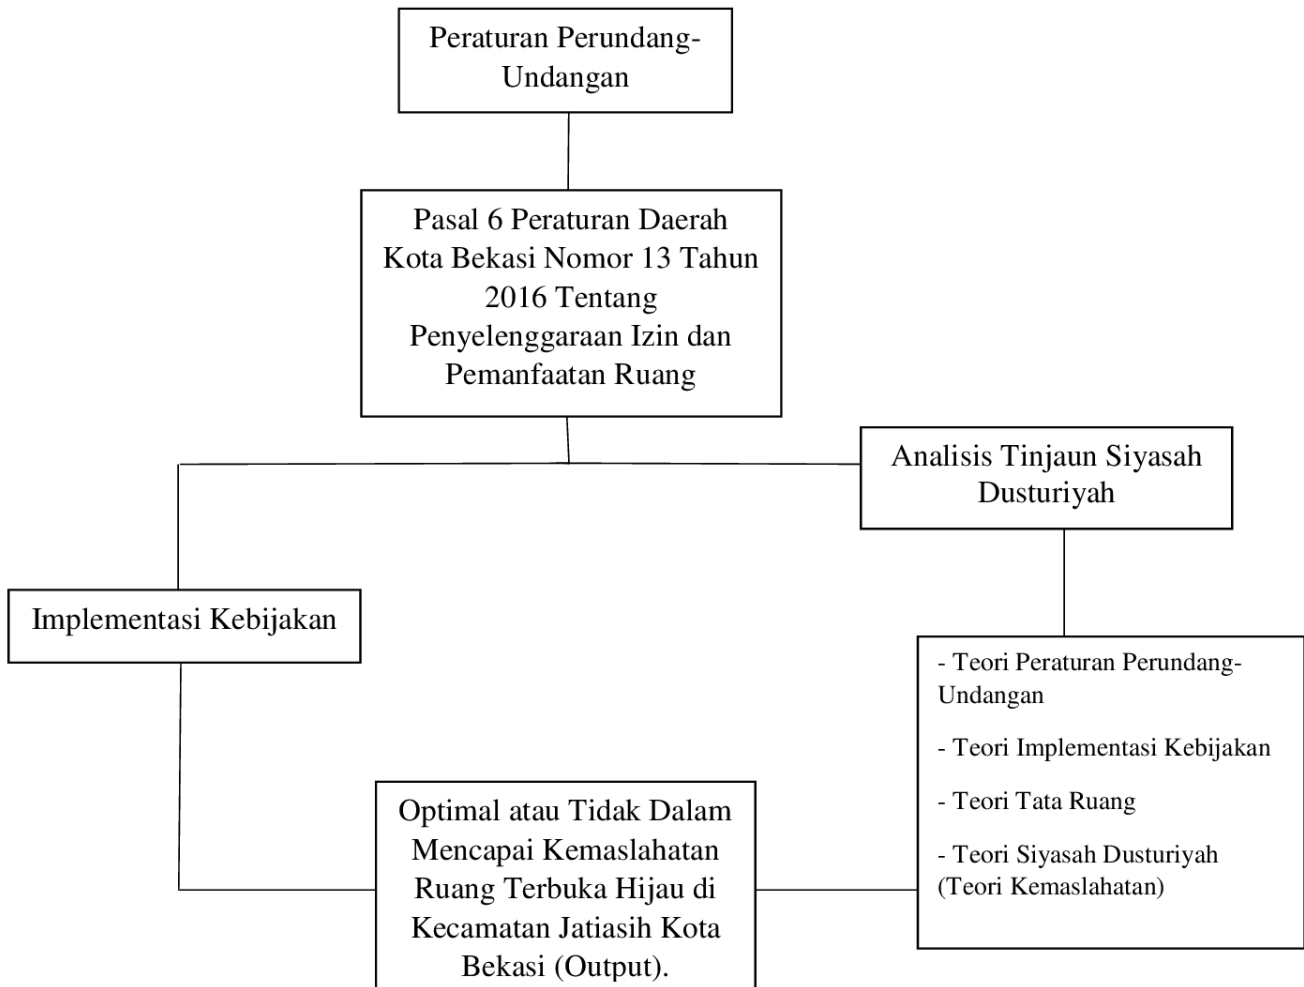 Peraturan Perundang-
Undangan
Pasal 6 Peraturan Daerah
Kota Bekasi Nomor 13 Tahun
2016 Tentang
Penyelenggaraan Izin dan
Pemanfaatan Ruang
Analisis Tinjaun Siyasah
Dusturiyah
Implementasi Kebijakan
- Teori Peraturan Perundang-
Undangan
- Teori Implementasi Kebijakan
- Teori Tata Ruang
- Teori Siyasah Dusturiyah
(Teori Kemaslahatan)
Optimal atau Tidak Dalam
Mencapai Kemaslahatan
Ruang Terbuka Hijau di
Kecamatan Jatiasih Kota
Bekasi (Output).